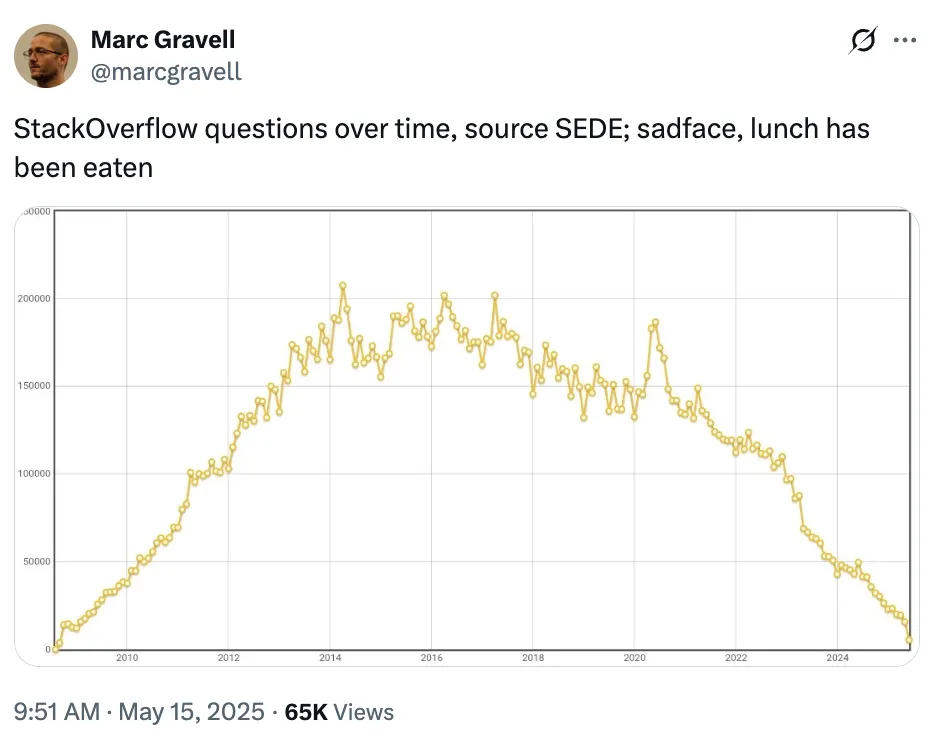 Marc Gravell
@marcgravell
StackOverflow questions over time, source SEDE; sadface, lunch has
been eaten
200000
150000
100000
50000
0
2010 2012 2014 2016 2018 2020 2022 2024
9:51 AM · May 15, 2025 · 65K Views